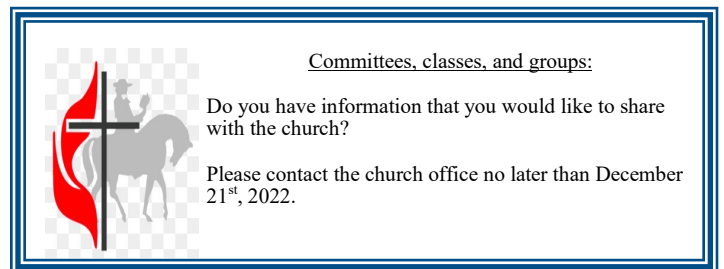 Committees, classes, and groups:
Do you have information that you would like to share
with the church?
Please contact the church office no later than December
21st, 2022.